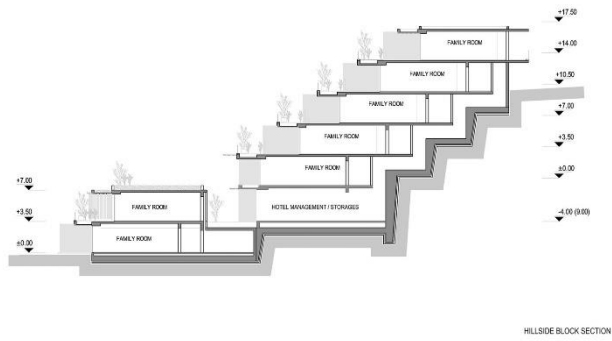 +17.50
FAMILY ROOM
+14.00
FAMILY ROOM
+10.50
FAMILY ROOM
+7.00
FAMILY ROOM
+3.50
FAMILY ROOM
±0.00
+7.00
FAMILY ROOM
HOTEL MANAGEMENT / STORAGES
+3.50
-4.00 (9.00)
FAMILY ROOM
±0.00
HILLSIDE BLOCK SECTION